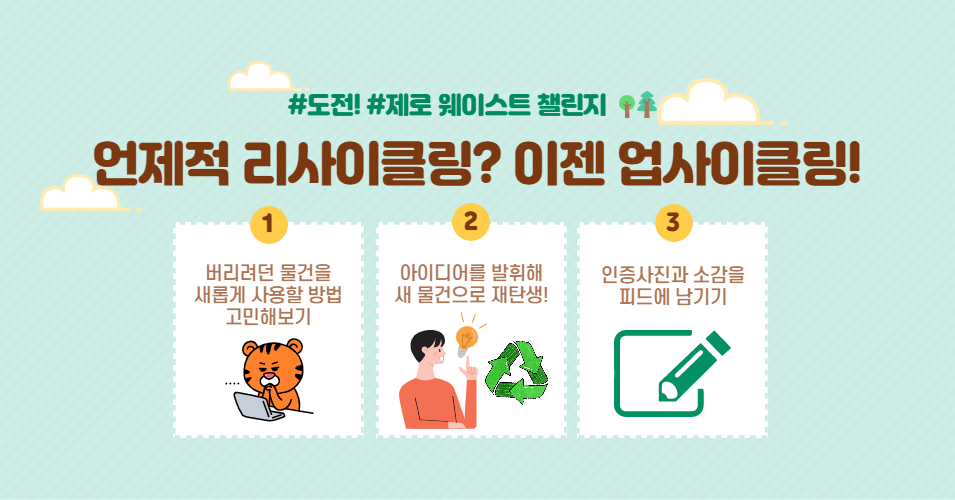 #도전! #제로 웨이스트 챌린지
언제적 리사이클링? 이젠 업사이클링!
1
버리려던 물건을
새롭게 사용할 방법
고민해보기
2
아이디어를 발휘해
새 물건으로 재탄생!
3
인증사진과 소감을
피드에 남기기